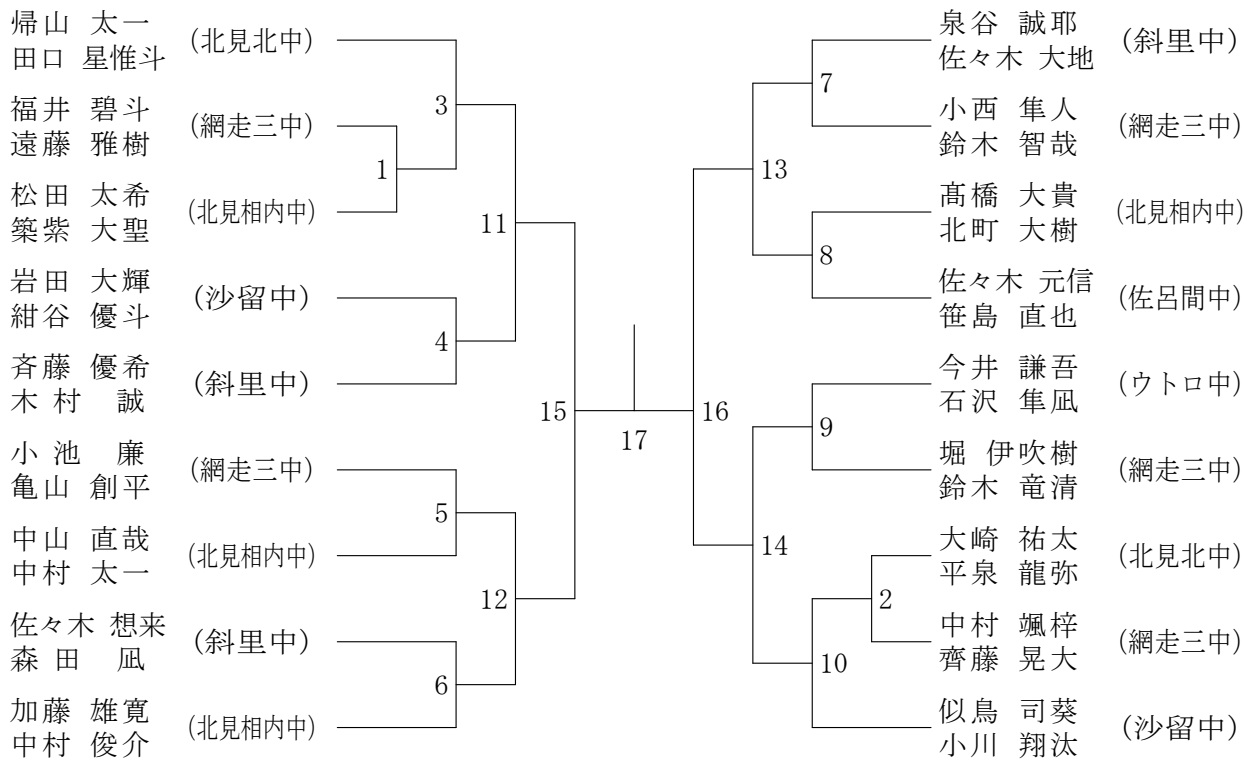 帰山 太一
田口 星惟斗
(北見北中)
福井 碧斗
遠藤 雅樹
(網走三中)
松田 太希
築紫 大聖
(北見相内中)
岩田 大輝
紺谷 優斗
(沙留中)
斉藤 優希
木村 誠
(斜里中)
小池 廉
亀山 創平
(網走三中)
中山 直哉
中村 太一
(北見相内中)
佐々木 想来
森田 凪
(斜里中)
加藤 雄寛
中村 俊介
(北見相内中)
1
3
4
5
6
11
12
15
17
16
13
14
7
8
9
2
10
泉谷 誠耶
佐々木 大地
(斜里中)
小西 隼人
鈴木 智哉
(網走三中)
髙橋 大貴
北町 大樹
(北見相内中)
佐々木 元信
笹島 直也
(佐呂間中)
今井 謙吾
石沢 隼凪
(ウトロ中)
堀 伊吹樹
鈴木 竜清
(網走三中)
大崎 祐太
平泉 龍弥
(北見北中)
中村 颯梓
齊藤 晃大
(網走三中)
似鳥 司葵
小川 翔汰
(沙留中)